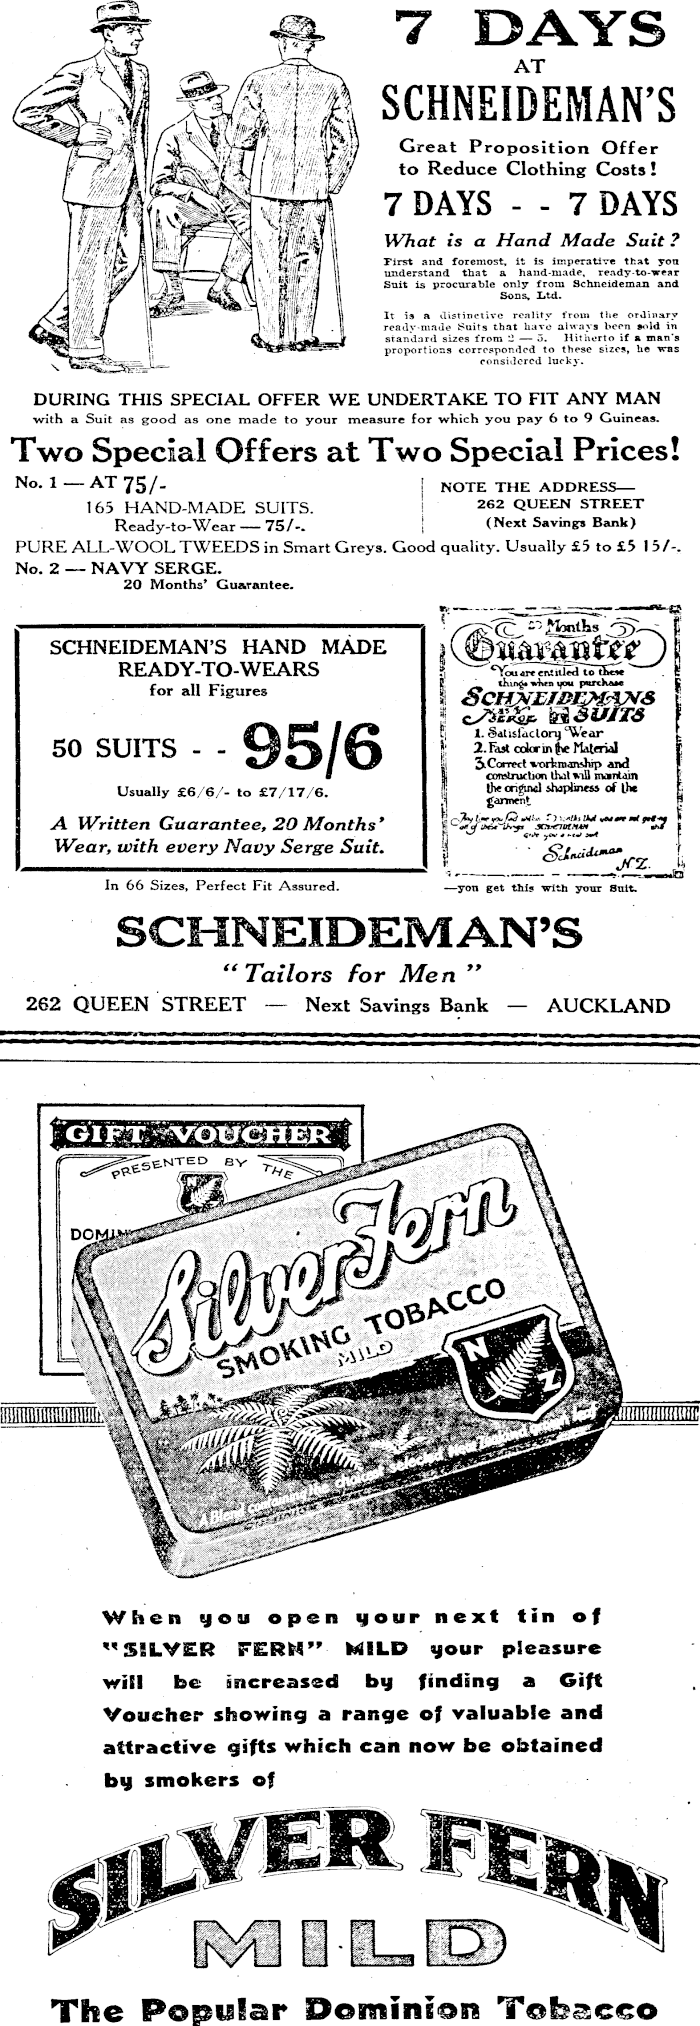 7 DAYS
AT
SCHNEIDEMAN'S
Great Proposition Offer
to Reduce Clothing Costs!
7 DAYS - - 7 DAYS
What is a Hand Made Suit?
First and foremost, it is imperative that you
understand that a hand-made, ready-to-wear
Suit is procurable only from Schneideman and
Sons, Ltd.
It is a distinctive reality from the ordinary
ready-made Suits that have always been sold in
standard sizes from 2 — 5. Hitherto if a man's
proportions corresponded to these sizes, he was
considered lucky.
DURING THIS SPECIAL OFFER WE UNDERTAKE TO FIT ANY MAN
with a Suit as good as one made to your measure for which you pay 6 to 9 Guineas.
Two Special Offers at Two Special Prices!
No. 1 — AT 75/-
165 HAND-MADE SUITS.
Ready-to-Wear — 75/-.
NOTE THE ADDRESS—
262 QUEEN STREET
(Next Savings Bank)
PURE ALL-WOOL TWEEDS in Smart Greys. Good quality. Usually £5 to £5 15/-.
No. 2 — NAVY SERGE.
20 Months' Guarantee.
SCHNEIDEMAN'S HAND MADE
READY-TO-WEARS
for all Figures
50 SUITS - - 95/6
Usually £6/6/- to £7/17/6.
A Written Guarantee, 20 Months'
Wear, with every Navy Serge Suit.
In 66 Sizes, Perfect Fit Assured.
Months
Guarantee
You are entitled to these
things when you purchase
SCHNEIDEMANS
SERGE SUITS
1. Satisfactory Wear
2. Fast color in the Material
3. Correct workmanship and
construction that will maintain
the original shapliness of the
garment
Schneideman
N.Z.
—you get this with your Suit.
SCHNEIDEMAN'S
"Tailors for Men"
262 QUEEN STREET — Next Savings Bank — AUCKLAND
GIFT VOUCHER
PRESENTED BY THE
DOMIN
Silver Fern
SMOKING TOBACCO
MILD
N Z
A Blend containing the choicest selected New Zealand grown leaf
When you open your next tin of
"SILVER FERN" MILD your pleasure
will be increased by finding a Gift
Voucher showing a range of valuable and
attractive gifts which can now be obtained
by smokers of
SILVER FERN
MILD
The Popular Dominion Tobacco